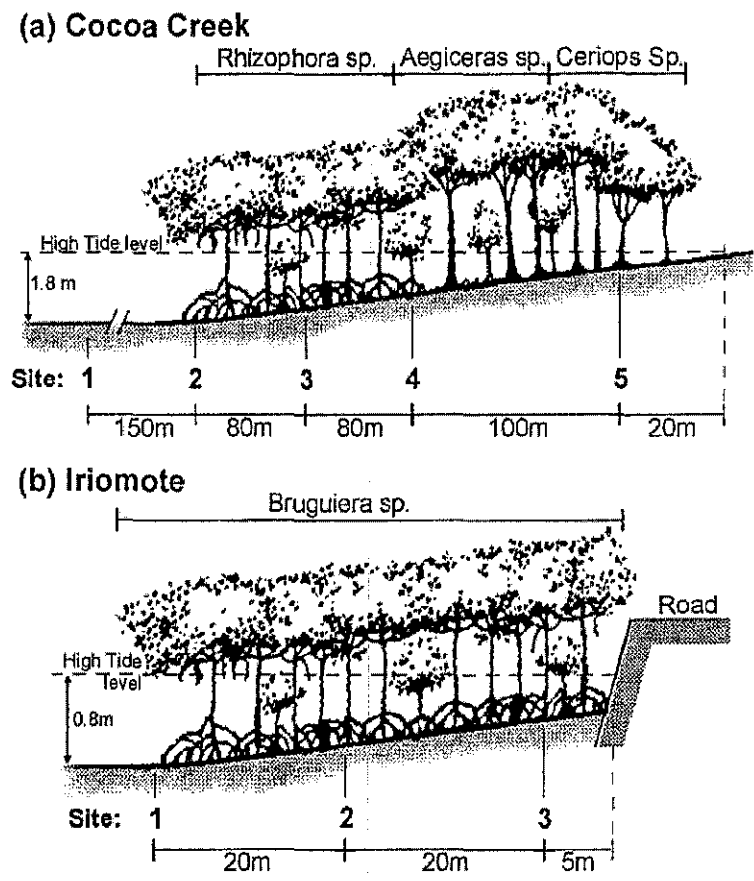 (a) Cocoa Creek
Rhizophora sp. Aegiceras sp. Ceriops Sp.
High Tide level
1.8 m
Site: 1 2 3 4 5
150m 80m 80m 100m 20m
(b) Iriomote
Bruguiera sp.
Road
High Tide
level
0.8m
Site: 1 2 3
20m 20m 5m